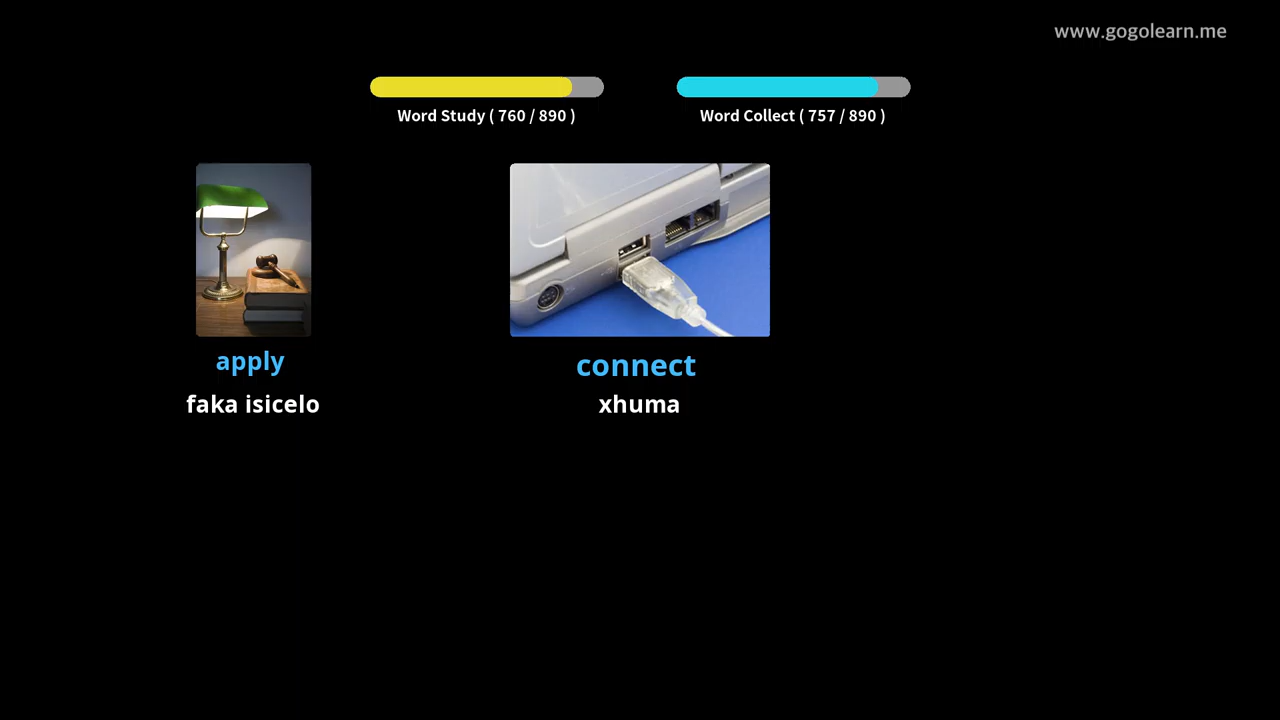 www.gogolearn.me
Word Study ( 760 / 890 )
Word Collect ( 757 / 890 )
apply
faka isicelo
connect
xhuma